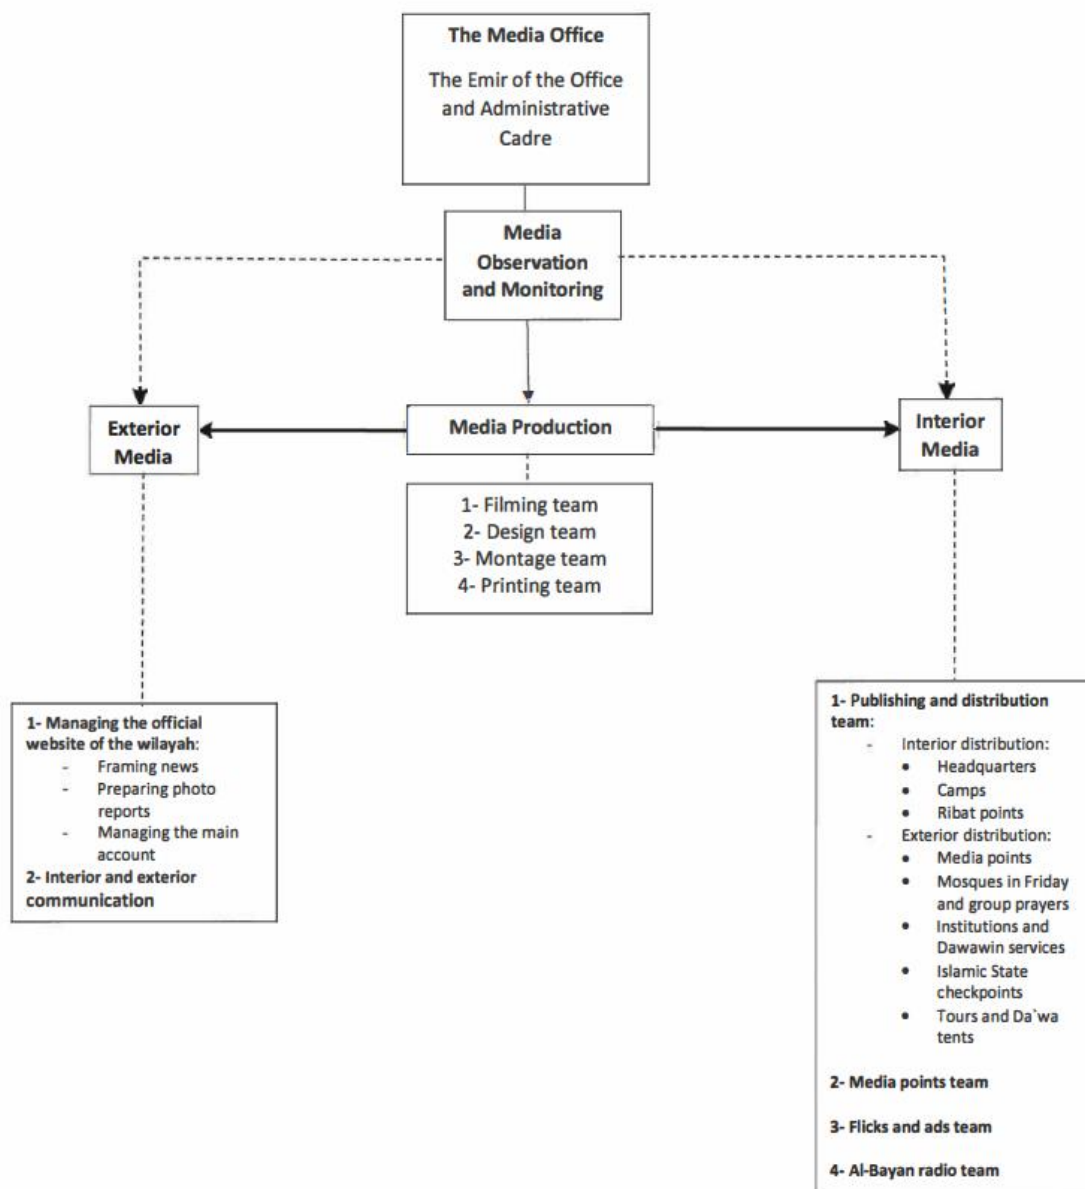 The Media Office
The Emir of the Office
and Administrative
Cadre
Media
Observation
and Monitoring
Exterior
Media
Media Production
Interior
Media
1- Filming team
2- Design team
3- Montage team
4- Printing team
1- Managing the official
website of the wilayah:
- Framing news
- Preparing photo
reports
- Managing the main
account
2- Interior and exterior
communication
1- Publishing and distribution
team:
- Interior distribution:
• Headquarters
• Camps
• Ribat points
- Exterior distribution:
• Media points
• Mosques in Friday
and group prayers
• Institutions and
Dawawin services
• Islamic State
checkpoints
• Tours and Da`wa
tents
2- Media points team
3- Flicks and ads team
4- Al-Bayan radio team